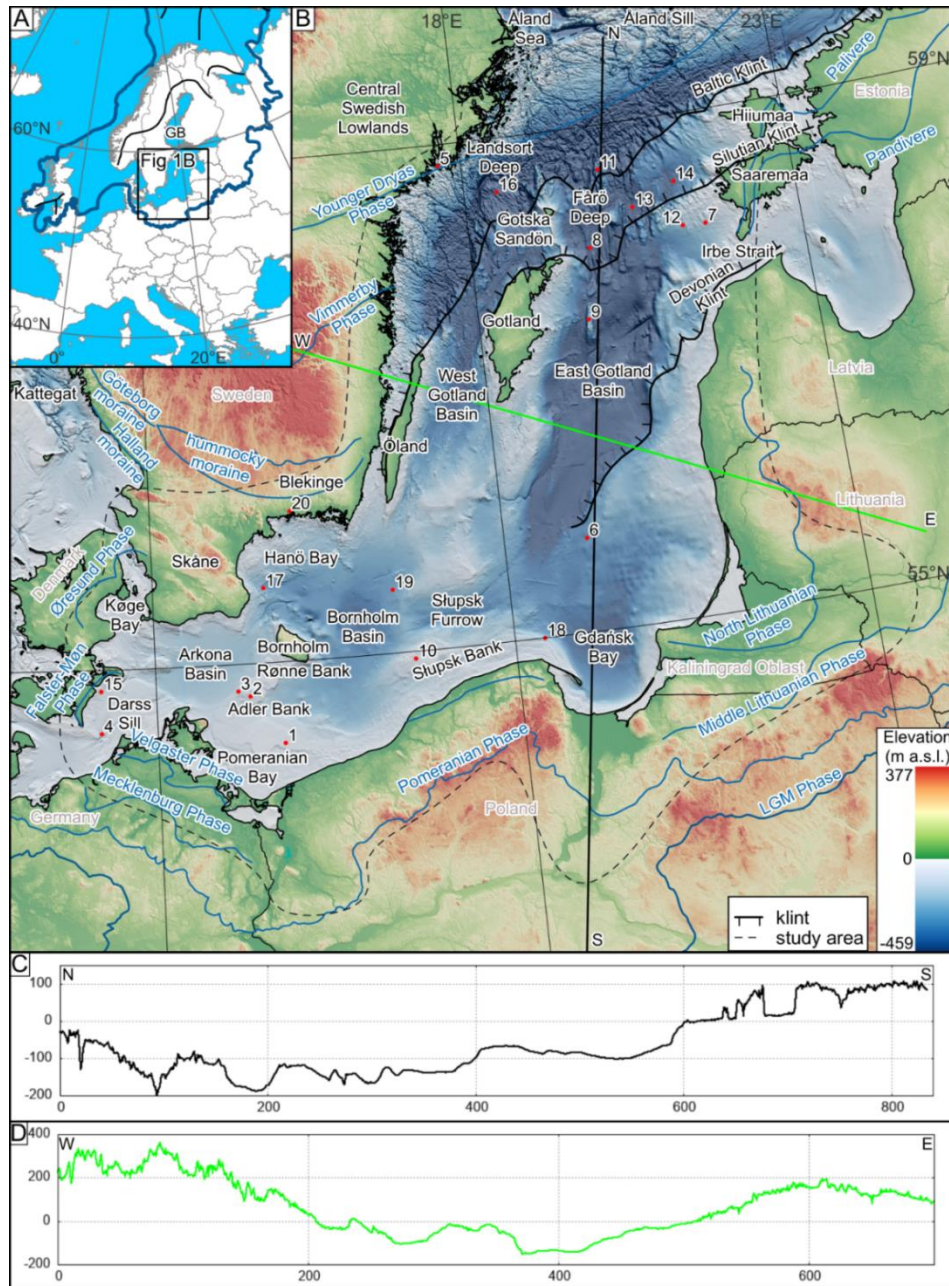 A
60°N
GB
Fig 1B
40°N
0°
20°E
B
18°E
Åland
Sea
Åland Sill
N
23°E
59°N
Palivere
Estonia
Baltic Klint
Central
Swedish
Lowlands
Hiiumaa
Pandivere
5
Landsort
Deep
11
Silutian Klint
14
Saaremaa
16
Younger Dryas
Phase
Fårö
Deep
13
Gotska
Sandön
12
7
8
Irbe Strait
Devonian
Klint
Vimmerby
Phase
9
Gotland
W
Latvia
Kattegat
Göteborg
moraine
Sweden
West
Gotland
Basin
East Gotland
Basin
Halland
moraine
hummocky
moraine
Öland
Blekinge
Lithuania
20
E
6
Denmark
Øresund Phase
Skåne
Hanö Bay
17
19
55°N
Køge
Bay
Bornholm
Basin
Słupsk
Furrow
North Lithuanian
Phase
Bornholm
18
Gdańsk
Bay
Arkona
Basin
Rønne Bank
10
Słupsk Bank
Kaliningrad Oblast
Falster-Møn
Phase
15
3
2
Adler Bank
Middle Lithuanian Phase
Darss
Sill
4
Velgaster Phase
1
Pomeranian
Bay
Pomeranian Phase
Mecklenburg Phase
Germany
Poland
LGM Phase
Elevation
(m a.s.l.)
377
0
-459
klint
study area
S
C
N
S
100
0
-100
-200
0
200
400
600
800
D
W
E
400
200
0
-200
0
200
400
600